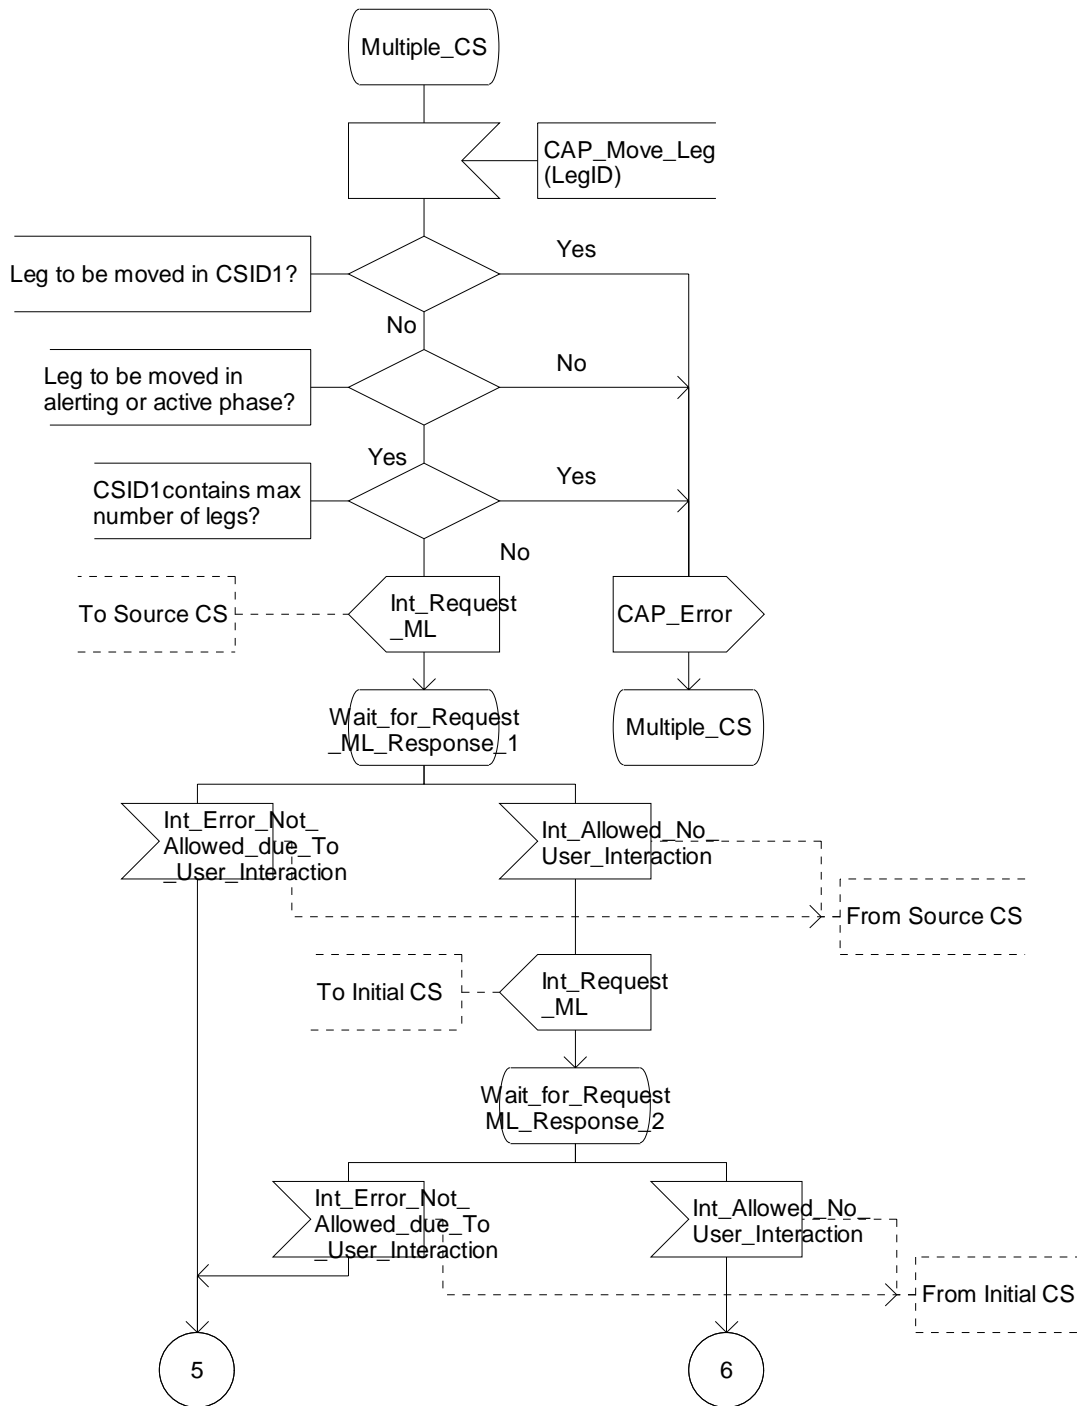 Multiple_CS
CAP_Move_Leg
(LegID)
Leg to be moved in CSID1?
Yes
No
Leg to be moved in
alerting or active phase?
No
Yes
CSID1contains max
number of legs?
Yes
No
To Source CS
Int_Request
_ML
CAP_Error
Wait_for_Request
_ML_Response_1
Multiple_CS
Int_Error_Not_
Allowed_due_To
_User_Interaction
Int_Allowed_No_
User_Interaction
From Source CS
To Initial CS
Int_Request
_ML
Wait_for_Request
ML_Response_2
Int_Error_Not_
Allowed_due_To
_User_Interaction
Int_Allowed_No_
User_Interaction
From Initial CS
5
6